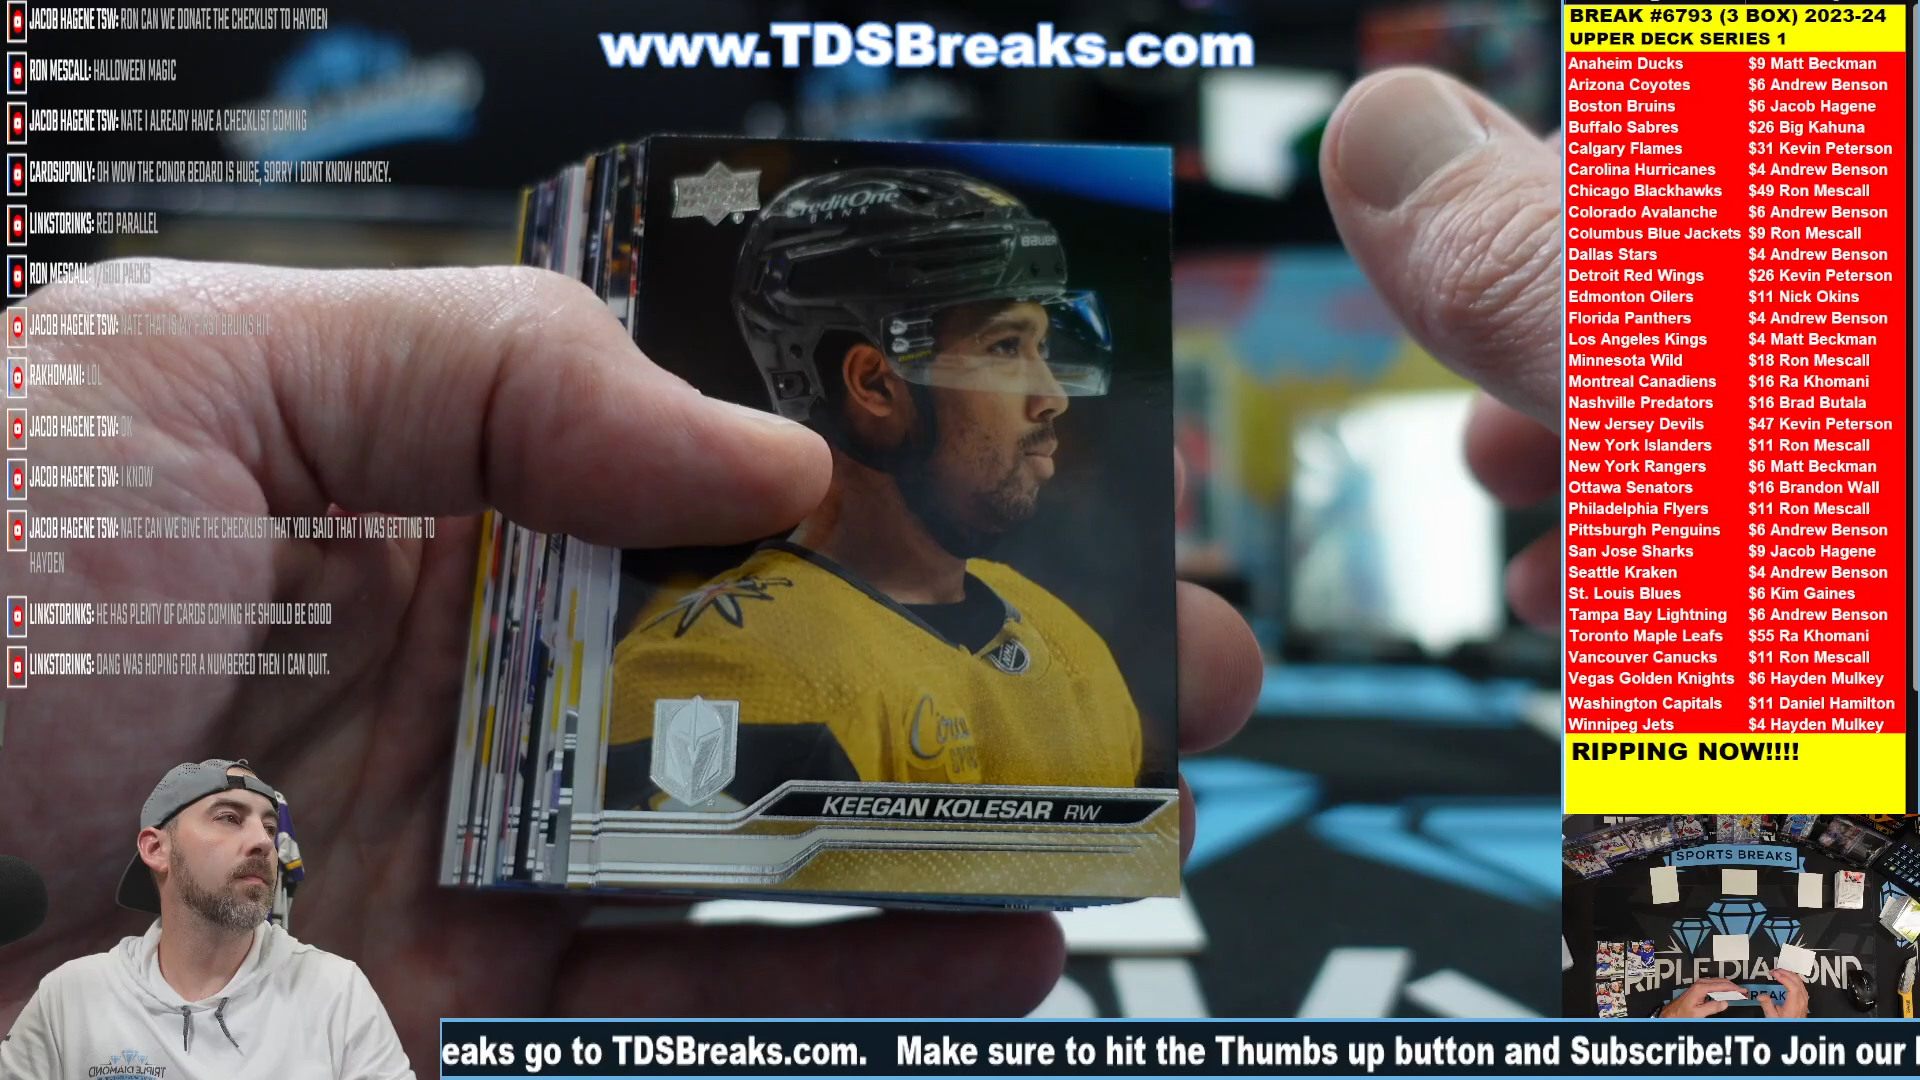 JACOB HAGENE TSW: RON CAN WE DONATE THE CHECKLIST TO HAYDEN
RON MESCALL: HALLOWEEN MAGIC
JACOB HAGENE TSW: NATE I ALREADY HAVE A CHECKLIST COMING
CARDSUPONLY: OH WOW THE CONOR BEDARD IS HUGE, SORRY I DONT KNOW HOCKEY.
LINKSTORINKS: RED PARALLEL
RON MESCALL: 1/600 PACKS
JACOB HAGENE TSW: NATE THAT IS MY FIRST BRUINS HIT
RAKHOMANI: LOL
JACOB HAGENE TSW: OK
JACOB HAGENE TSW: I KNOW
JACOB HAGENE TSW: NATE CAN WE GIVE THE CHECKLIST THAT YOU SAID THAT I WAS GETTING TO
HAYDEN
LINKSTORINKS: HE HAS PLENTY OF CARDS COMING HE SHOULD BE GOOD
LINKSTORINKS: DANG WAS HOPING FOR A NUMBERED THEN I CAN QUIT.
www.TDSBreaks.com
CreditOne
BANK
BAUER
NHL
KEEGAN KOLESAR RW
BREAK #6793 (3 BOX) 2023-24
UPPER DECK SERIES 1
Anaheim Ducks $9 Matt Beckman
Arizona Coyotes $6 Andrew Benson
Boston Bruins $6 Jacob Hagene
Buffalo Sabres $26 Big Kahuna
Calgary Flames $31 Kevin Peterson
Carolina Hurricanes $4 Andrew Benson
Chicago Blackhawks $49 Ron Mescall
Colorado Avalanche $6 Andrew Benson
Columbus Blue Jackets $9 Ron Mescall
Dallas Stars $4 Andrew Benson
Detroit Red Wings $26 Kevin Peterson
Edmonton Oilers $11 Nick Okins
Florida Panthers $4 Andrew Benson
Los Angeles Kings $4 Matt Beckman
Minnesota Wild $18 Ron Mescall
Montreal Canadiens $16 Ra Khomani
Nashville Predators $16 Brad Butala
New Jersey Devils $47 Kevin Peterson
New York Islanders $11 Ron Mescall
New York Rangers $6 Matt Beckman
Ottawa Senators $16 Brandon Wall
Philadelphia Flyers $11 Ron Mescall
Pittsburgh Penguins $6 Andrew Benson
San Jose Sharks $9 Jacob Hagene
Seattle Kraken $4 Andrew Benson
St. Louis Blues $6 Kim Gaines
Tampa Bay Lightning $6 Andrew Benson
Toronto Maple Leafs $55 Ra Khomani
Vancouver Canucks $11 Ron Mescall
Vegas Golden Knights $6 Hayden Mulkey
Washington Capitals $11 Daniel Hamilton
Winnipeg Jets $4 Hayden Mulkey
RIPPING NOW!!!!
SPORTS BREAKS
TRIPLE DIAMOND
BREAK
TRIPLE DIAMOND
eaks go to TDSBreaks.com. Make sure to hit the Thumbs up button and Subscribe!To Join our